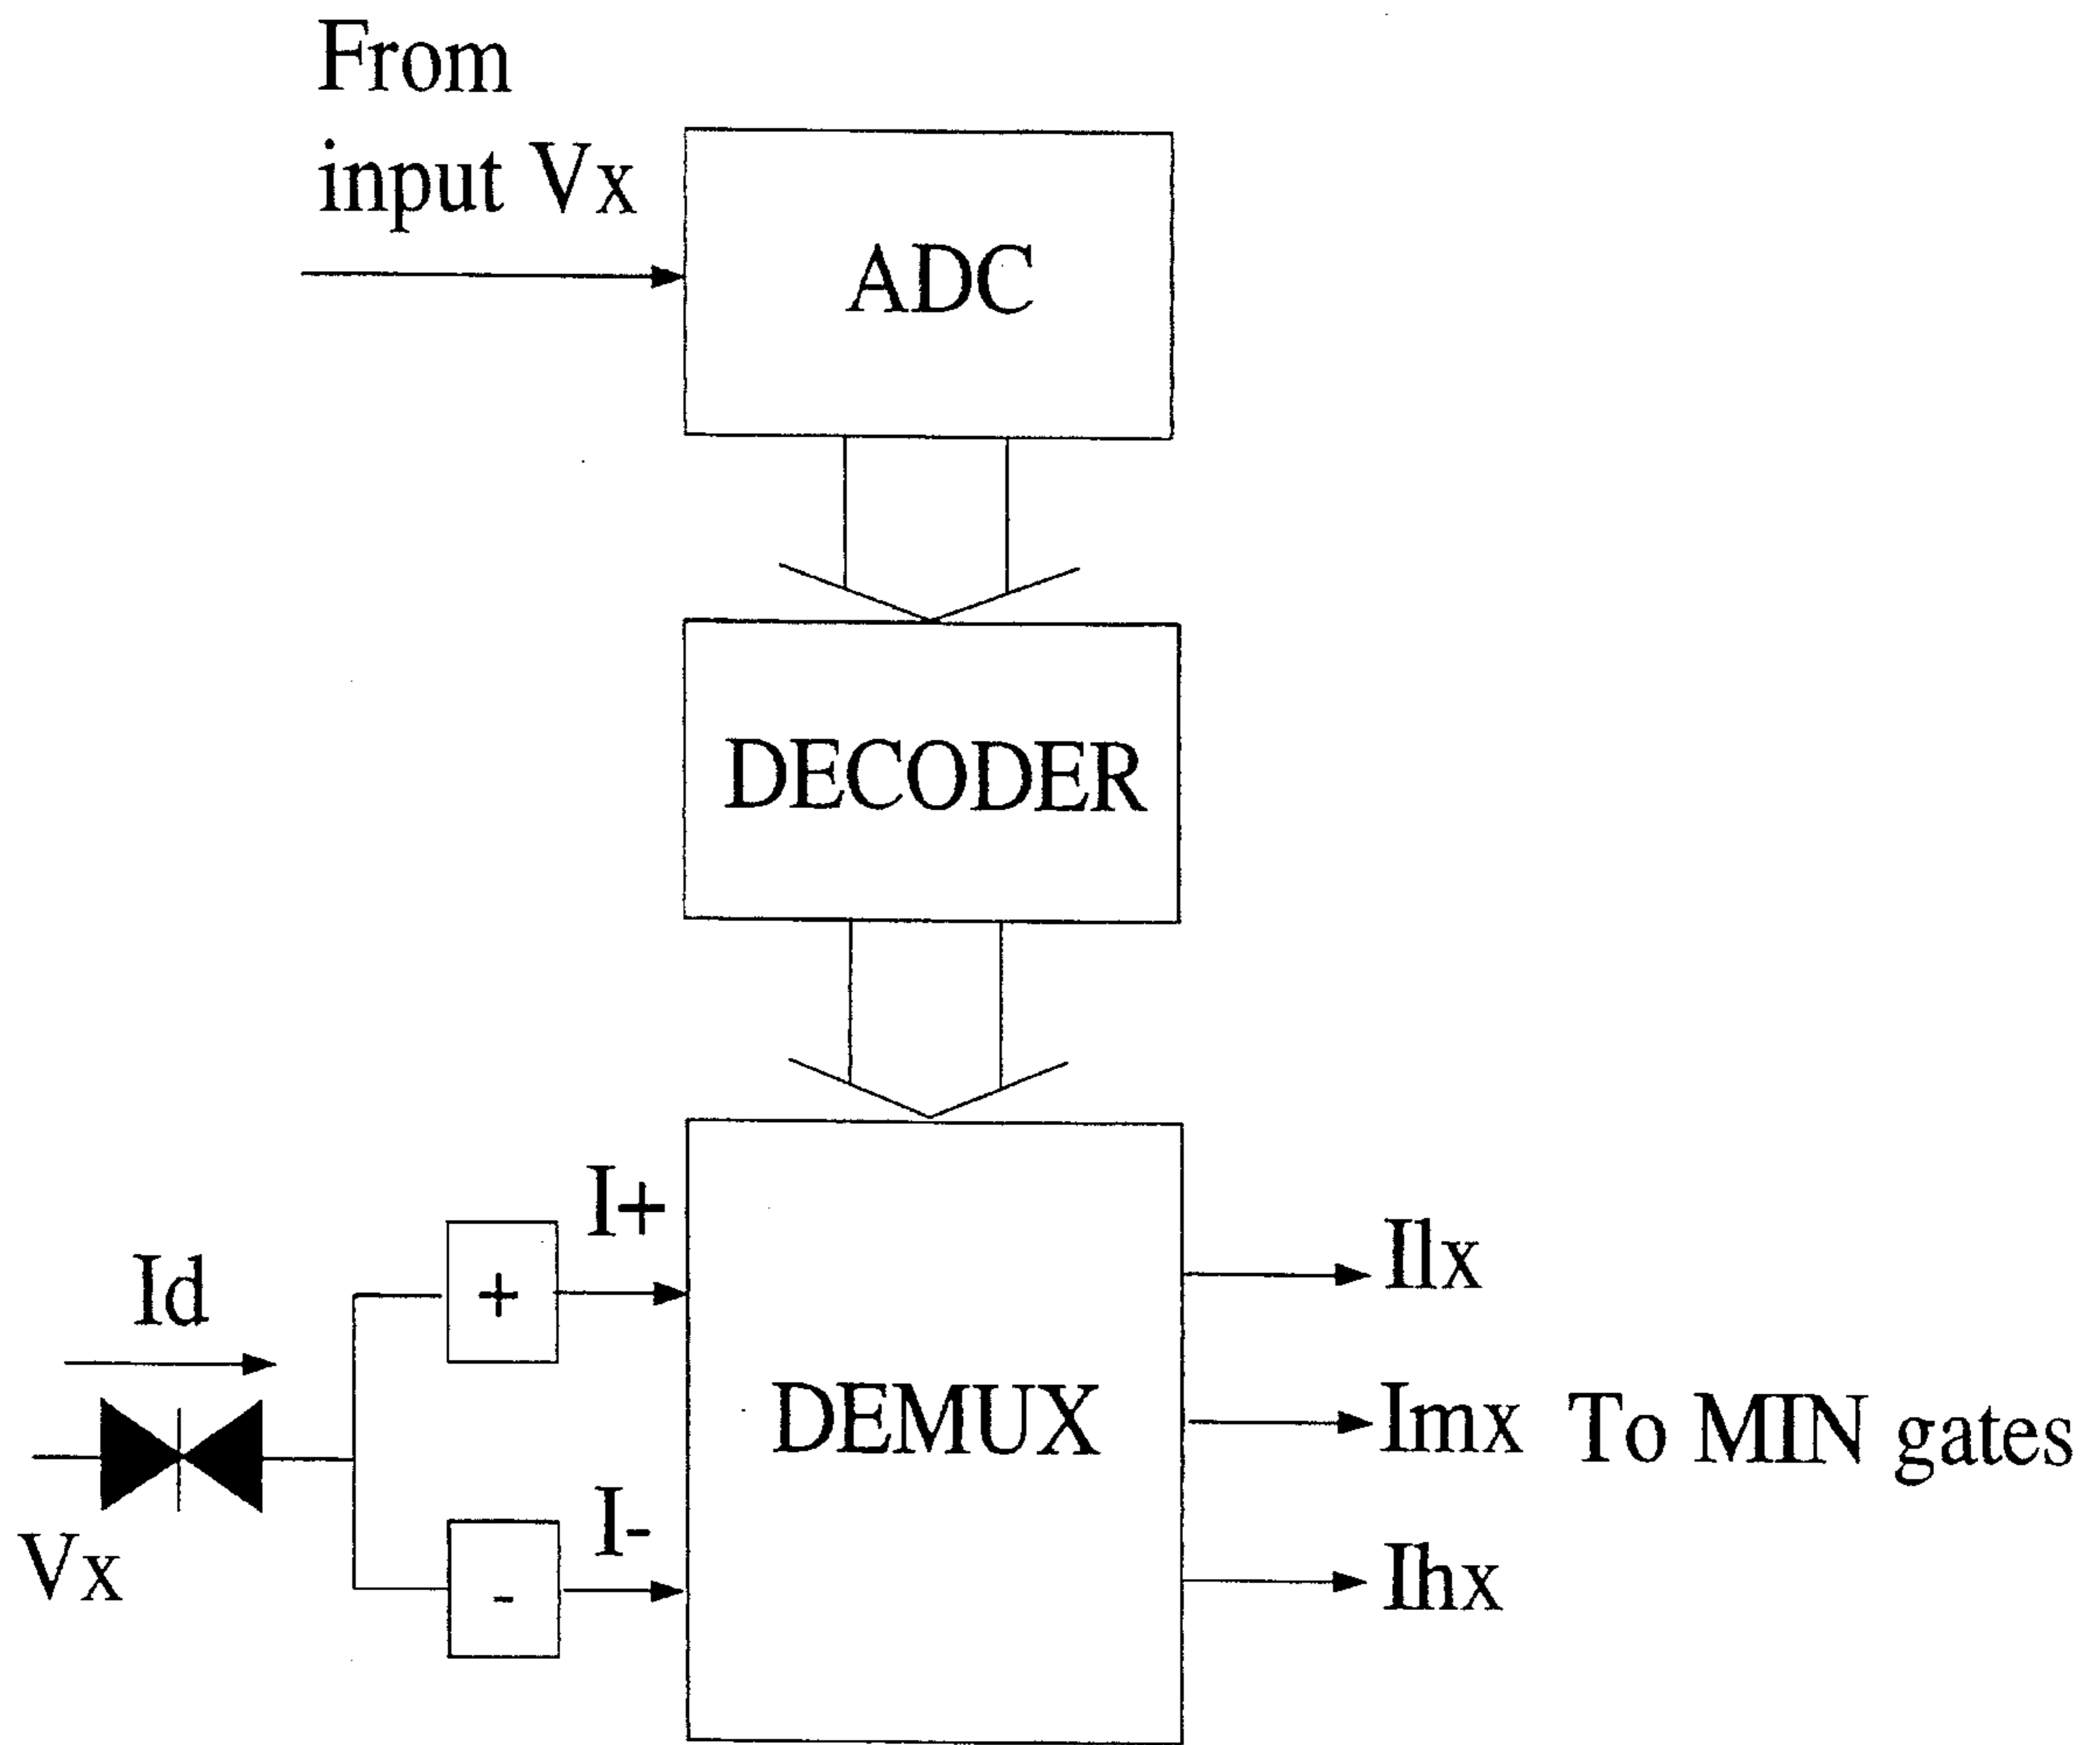 From
input Vx
ADC
DECODER
I+
+
Id
Vx
I-
-
DEMUX
Ilx
Imx To MIN gates
Ihx